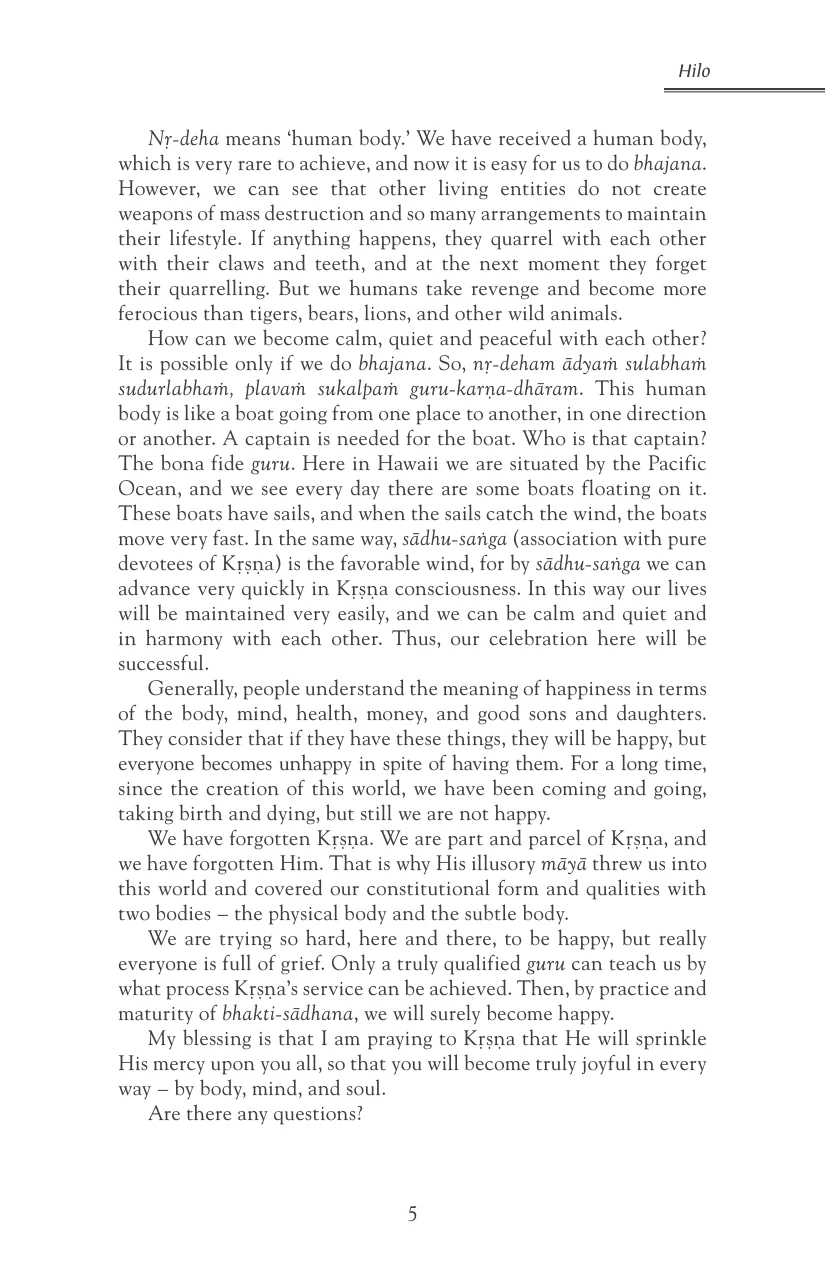 Hilo
Nṛ-deha means ‘human body.’ We have received a human body,
which is very rare to achieve, and now it is easy for us to do bhajana.
However, we can see that other living entities do not create
weapons of mass destruction and so many arrangements to maintain
their lifestyle. If anything happens, they quarrel with each other
with their claws and teeth, and at the next moment they forget
their quarrelling. But we humans take revenge and become more
ferocious than tigers, bears, lions, and other wild animals.
How can we become calm, quiet and peaceful with each other?
It is possible only if we do bhajana. So, nṛ-deham ādyaṁ sulabhaṁ
sudurlabhaṁ, plavaṁ sukalpaṁ guru-karṇa-dhāram. This human
body is like a boat going from one place to another, in one direction
or another. A captain is needed for the boat. Who is that captain?
The bona fide guru. Here in Hawaii we are situated by the Pacific
Ocean, and we see every day there are some boats floating on it.
These boats have sails, and when the sails catch the wind, the boats
move very fast. In the same way, sādhu-saṅga (association with pure
devotees of Kṛṣṇa) is the favorable wind, for by sādhu-saṅga we can
advance very quickly in Kṛṣṇa consciousness. In this way our lives
will be maintained very easily, and we can be calm and quiet and
in harmony with each other. Thus, our celebration here will be
successful.
Generally, people understand the meaning of happiness in terms
of the body, mind, health, money, and good sons and daughters.
They consider that if they have these things, they will be happy, but
everyone becomes unhappy in spite of having them. For a long time,
since the creation of this world, we have been coming and going,
taking birth and dying, but still we are not happy.
We have forgotten Kṛṣṇa. We are part and parcel of Kṛṣṇa, and
we have forgotten Him. That is why His illusory māyā threw us into
this world and covered our constitutional form and qualities with
two bodies – the physical body and the subtle body.
We are trying so hard, here and there, to be happy, but really
everyone is full of grief. Only a truly qualified guru can teach us by
what process Kṛṣṇa’s service can be achieved. Then, by practice and
maturity of bhakti-sādhana, we will surely become happy.
My blessing is that I am praying to Kṛṣṇa that He will sprinkle
His mercy upon you all, so that you will become truly joyful in every
way – by body, mind, and soul.
Are there any questions?
5